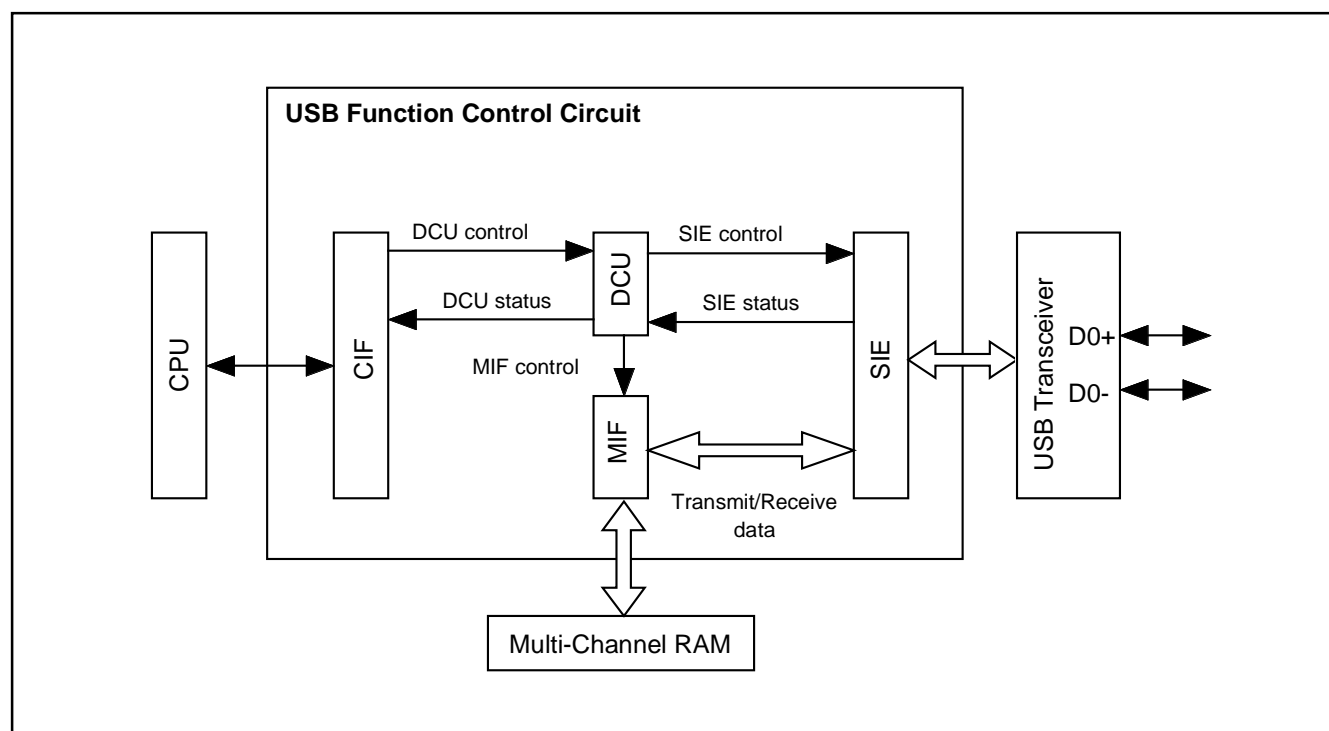 USB Function Control Circuit
DCU control
SIE control
DCU status
SIE status
MIF control
CPU
CIF
DCU
MIF
SIE
USB Transceiver
D0+
D0-
Transmit/Receive
data
Multi-Channel RAM